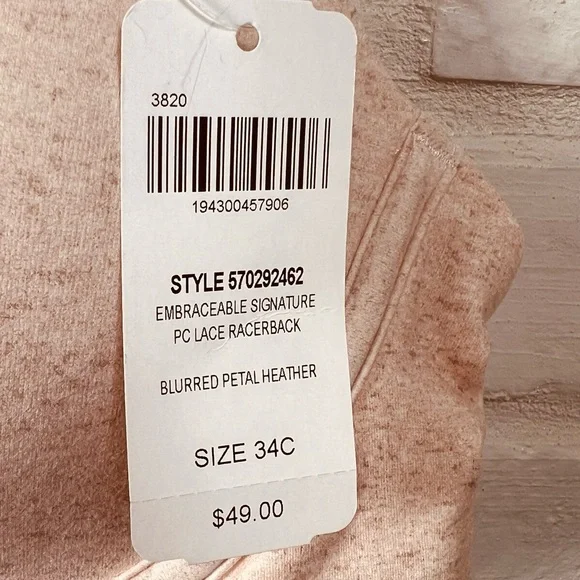 3820
194300457906
STYLE 570292462
EMBRACEABLE SIGNATURE
PC LACE RACERBACK
BLURRED PETAL HEATHER
SIZE 34C
$49.00